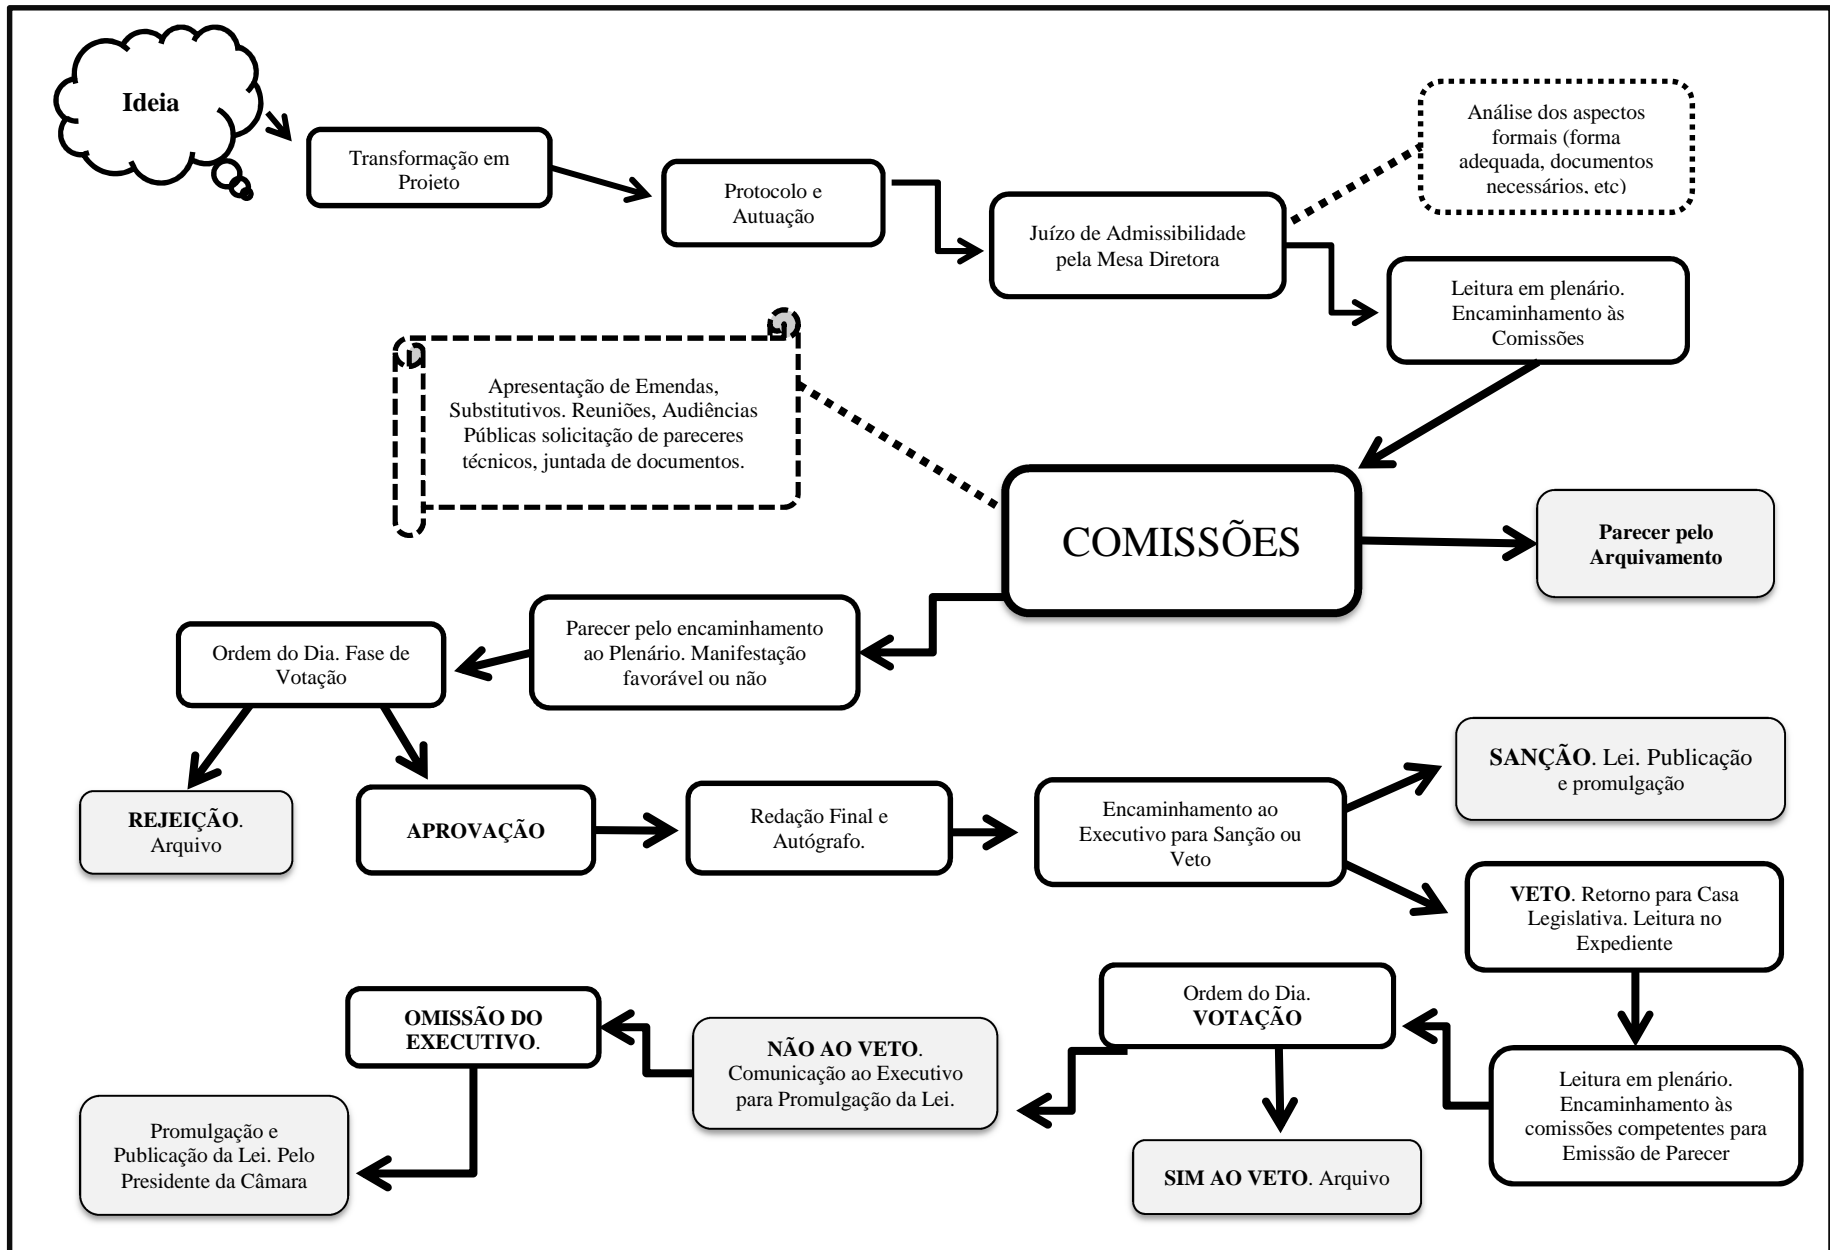 Ideia
Transformação em
Projeto
Protocolo e
Autuação
Juízo de Admissibilidade
pela Mesa Diretora
Análise dos aspectos
formais (forma
adequada, documentos
necessários, etc)
Leitura em plenário.
Encaminhamento às
Comissões
Apresentação de Emendas,
Substitutivos. Reuniões, Audiências
Públicas solicitação de pareceres
técnicos, juntada de documentos.
COMISSÕES
Parecer pelo
Arquivamento
Parecer pelo encaminhamento
ao Plenário. Manifestação
favorável ou não
Ordem do Dia. Fase de
Votação
REJEIÇÃO.
Arquivo
APROVAÇÃO
Redação Final e
Autógrafo.
Encaminhamento ao
Executivo para Sanção ou
Veto
SANÇÃO. Lei. Publicação
e promulgação
VETO. Retorno para Casa
Legislativa. Leitura no
Expediente
Leitura em plenário.
Encaminhamento às
comissões competentes para
Emissão de Parecer
Ordem do Dia.
VOTAÇÃO
SIM AO VETO. Arquivo
NÃO AO VETO.
Comunicação ao Executivo
para Promulgação da Lei.
OMISSÃO DO
EXECUTIVO.
Promulgação e
Publicação da Lei. Pelo
Presidente da Câmara